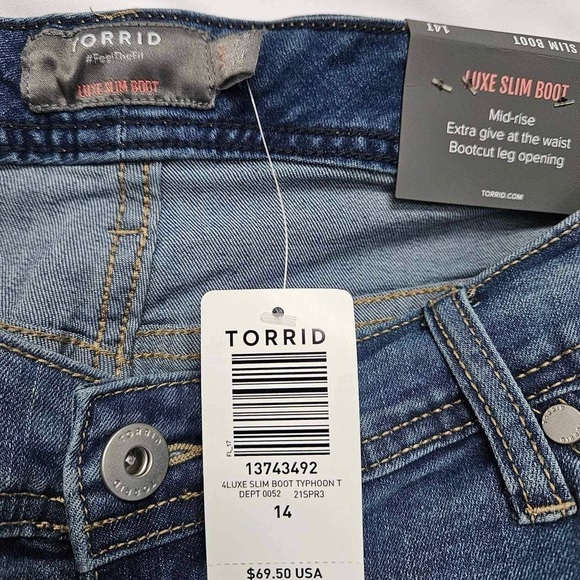 TORRID
#FeelTheFit
LUXE SLIM BOOT
14T
SLIM BOOT
LUXE SLIM BOOT
Mid-rise
Extra give at the waist
Bootcut leg opening
TORRID.COM
TORRID
FL_17
13743492
4LUXE SLIM BOOT TYPHOON T
DEPT 0052 21SPR3
14
$69.50 USA
TORRID
TORRID
TORRID